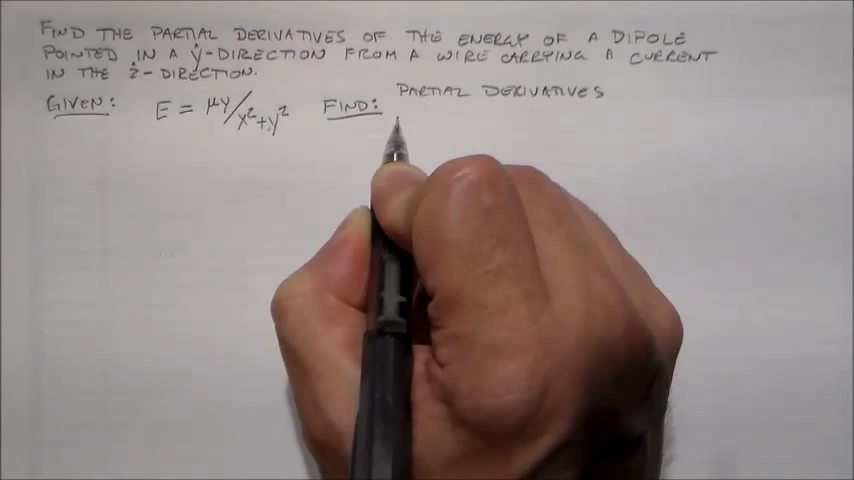 FIND THE PARTIAL DERIVATIVES OF THE ENERGY OF A DIPOLE
POINTED IN A ẏ-DIRECTION FROM A WIRE CARRYING A CURRENT
IN THE ż-DIRECTION.
GIVEN: E = μy/x²+y² FIND: PARTIAL DERIVATIVES